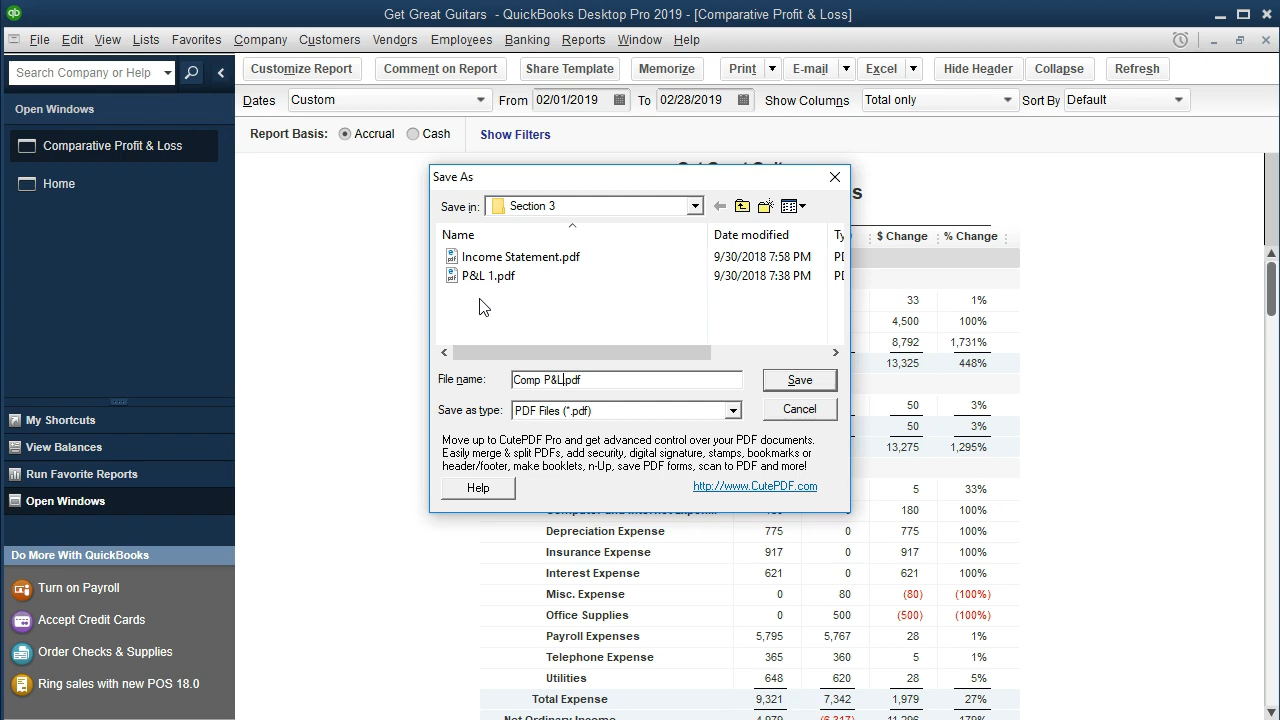 Get Great Guitars - QuickBooks Desktop Pro 2019 - [Comparative Profit & Loss]
File Edit View Lists Favorites Company Customers Vendors Employees Banking Reports Window Help
Search Company or Help
Customize Report Comment on Report Share Template Memorize Print E-mail Excel Hide Header Collapse Refresh
Open Windows
Dates Custom From 02/01/2019 To 02/28/2019 Show Columns Total only Sort By Default
Report Basis: Accrual Cash Show Filters
Comparative Profit & Loss
Home
Save As
Save in: Section 3
Name Date modified
Income Statement.pdf 9/30/2018 7:58 PM
P&L 1.pdf 9/30/2018 7:38 PM
File name: Comp P&L.pdf Save
Save as type: PDF Files (*.pdf) Cancel
Move up to CutePDF Pro and get advanced control over your PDF documents.
Easily merge & split PDFs, add security, digital signature, stamps, bookmarks or
header/footer, make booklets, n-Up, save PDF forms, scan to PDF and more!
Help http://www.CutePDF.com
$ Change % Change
33 1%
4,500 100%
8,792 1,731%
13,325 448%
50 3%
50 3%
13,275 1,295%
5 33%
180 100%
Depreciation Expense 775 0 775 100%
Insurance Expense 917 0 917 100%
Interest Expense 621 0 621 100%
Misc. Expense 0 80 (80) (100%)
Office Supplies 0 500 (500) (100%)
Payroll Expenses 5,795 5,767 28 1%
Telephone Expense 365 360 5 1%
Utilities 648 620 28 5%
Total Expense 9,321 7,342 1,979 27%
My Shortcuts
View Balances
Run Favorite Reports
Open Windows
Do More With QuickBooks
Turn on Payroll
Accept Credit Cards
Order Checks & Supplies
Ring sales with new POS 18.0